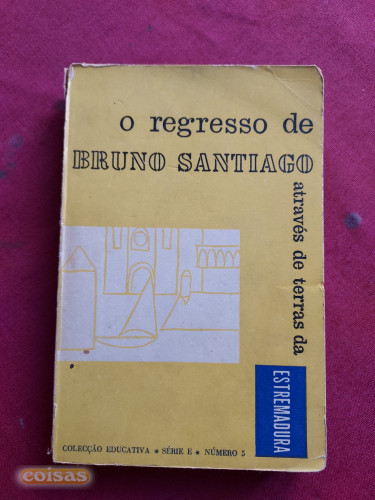 o regresso de
BRUNO SANTIAGO
através de terras da
ESTREMADURA
COLECÇÃO EDUCATIVA * SÉRIE E * NÚMERO 5
coisas